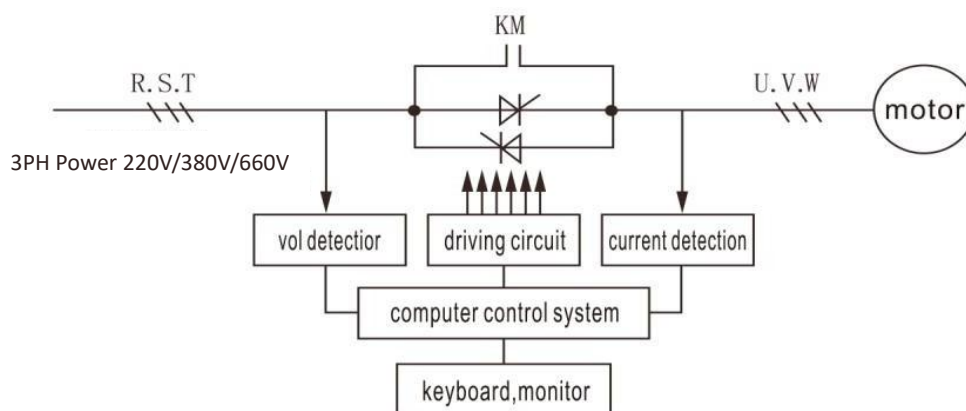 KM
R.S.T
U.V.W
motor
3PH Power 220V/380V/660V
vol detectior
driving circuit
current detection
computer control system
keyboard,monitor